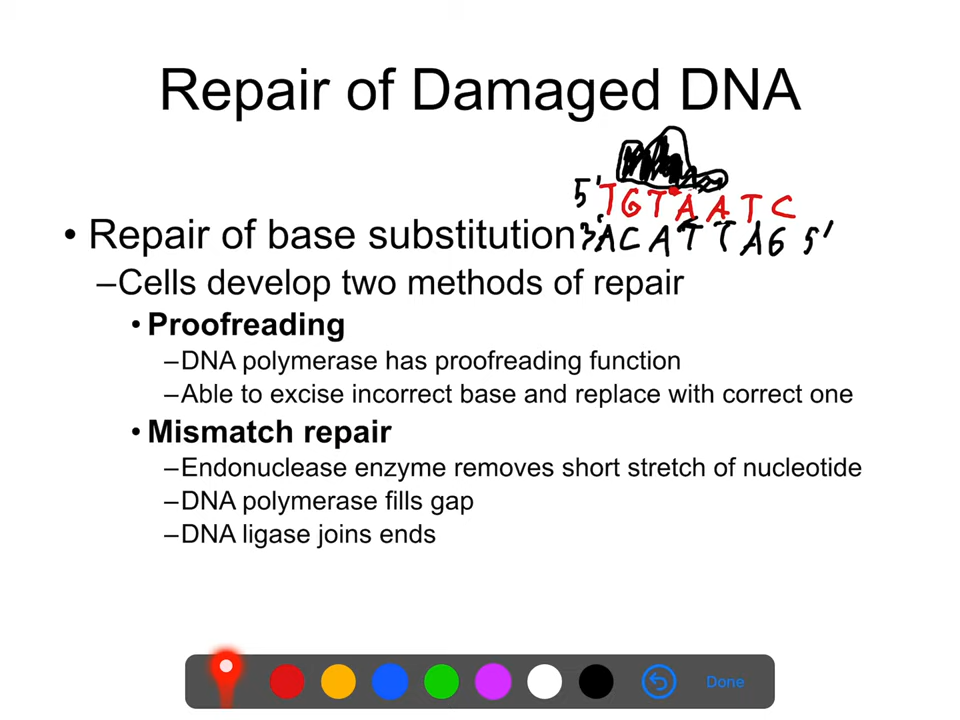 Repair of Damaged DNA
5' TGTAATC
• Repair of base substitution
3' ACATTAG 5'
–Cells develop two methods of repair
• Proofreading
–DNA polymerase has proofreading function
–Able to excise incorrect base and replace with correct one
• Mismatch repair
–Endonuclease enzyme removes short stretch of nucleotide
–DNA polymerase fills gap
–DNA ligase joins ends
Done